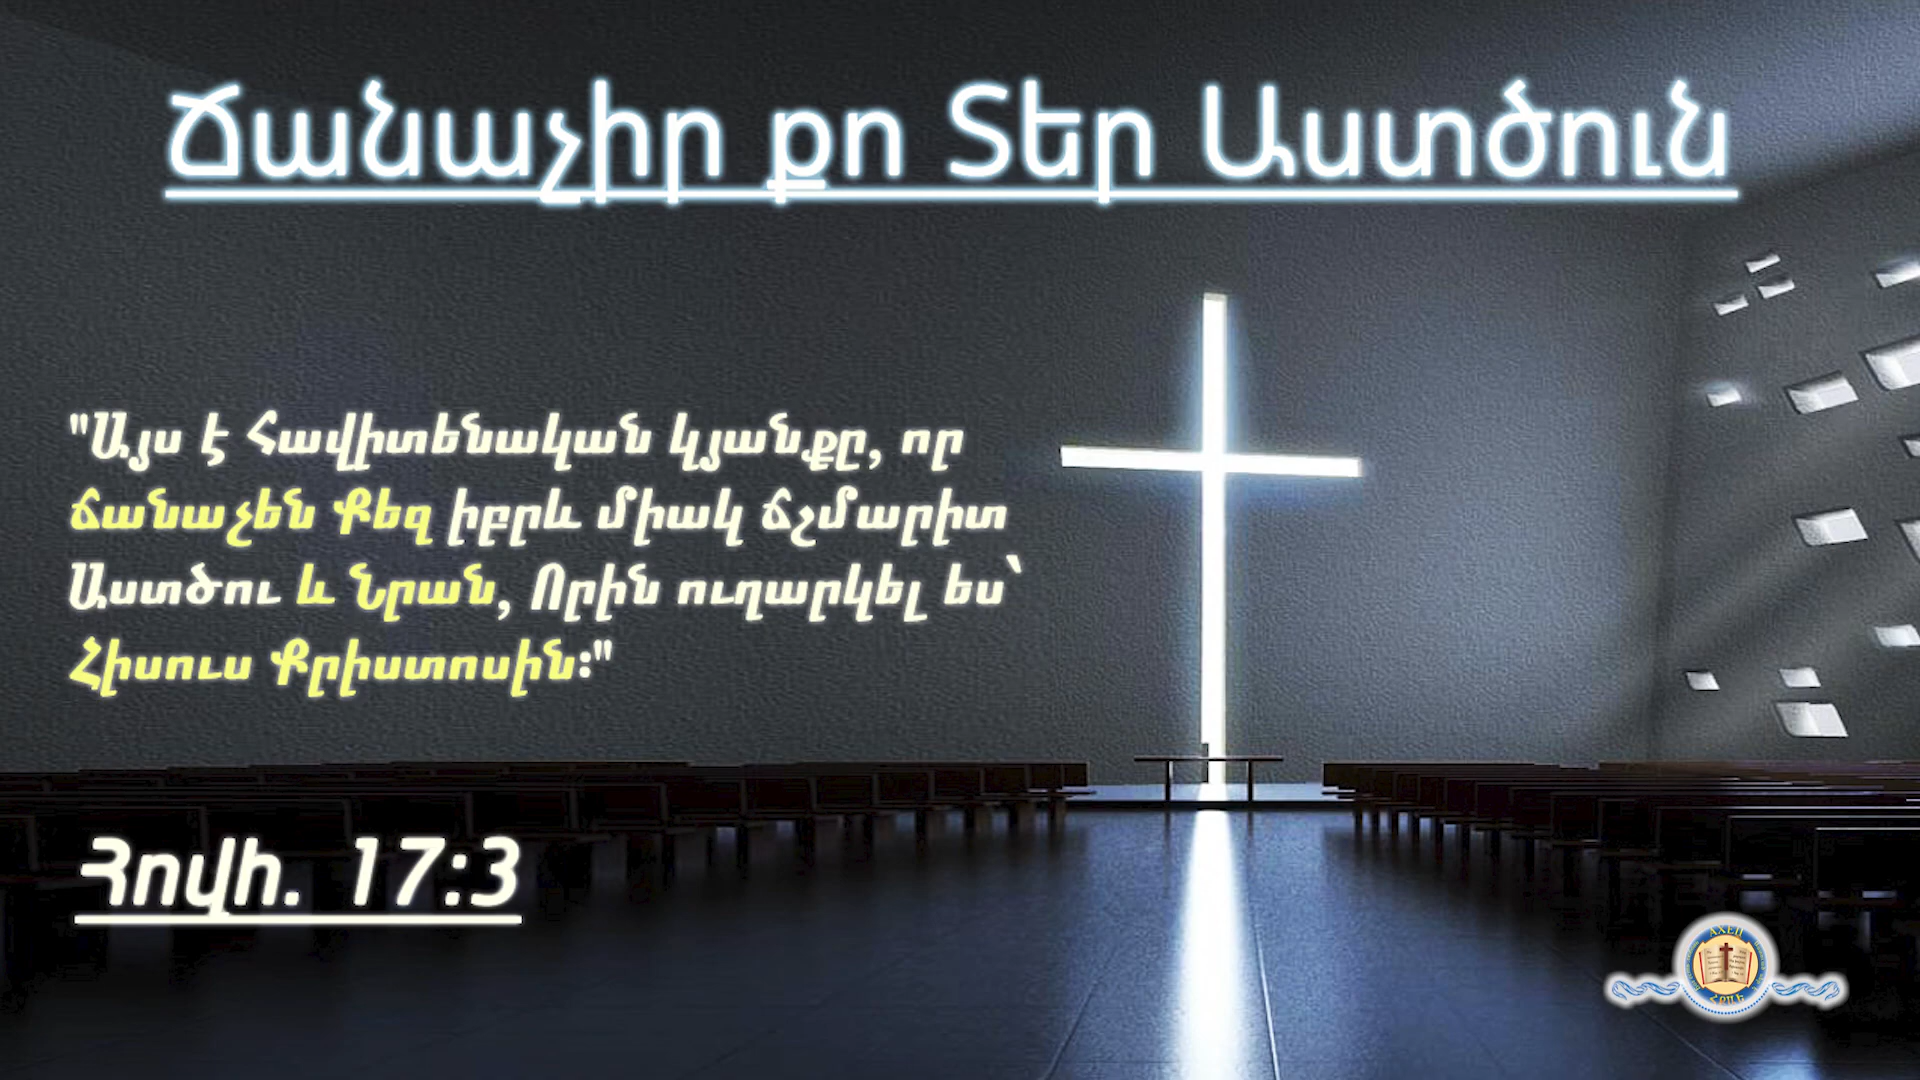 Ճանաչիր քո Տեր Աստծուն
"Այս է Հավիտենական կյանքը, որ
ճանաչեն Քեզ իբրև միակ ճշմարիտ
Աստծու և Նրան, Որին ուղարկել ես՝
Հիսուս Քրիստոսին:"
Հովհ. 17:3
АХЕП